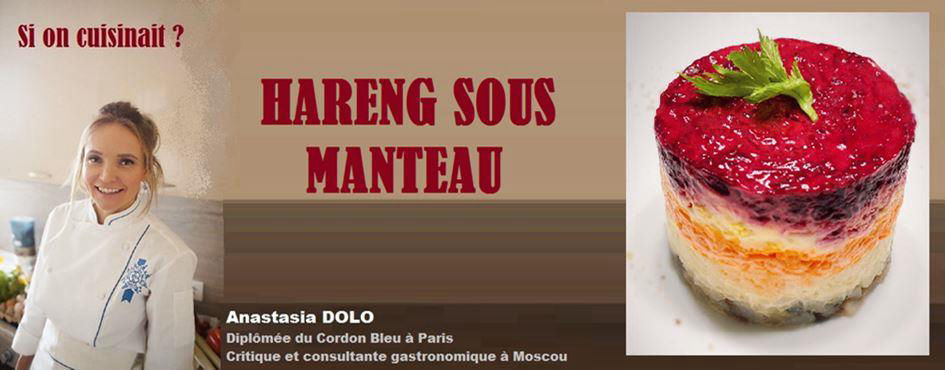 Si on cuisinait ?
HARENG SOUS
MANTEAU
Anastasia DOLO
Diplômée du Cordon Bleu à Paris
Critique et consultante gastronomique à Moscou